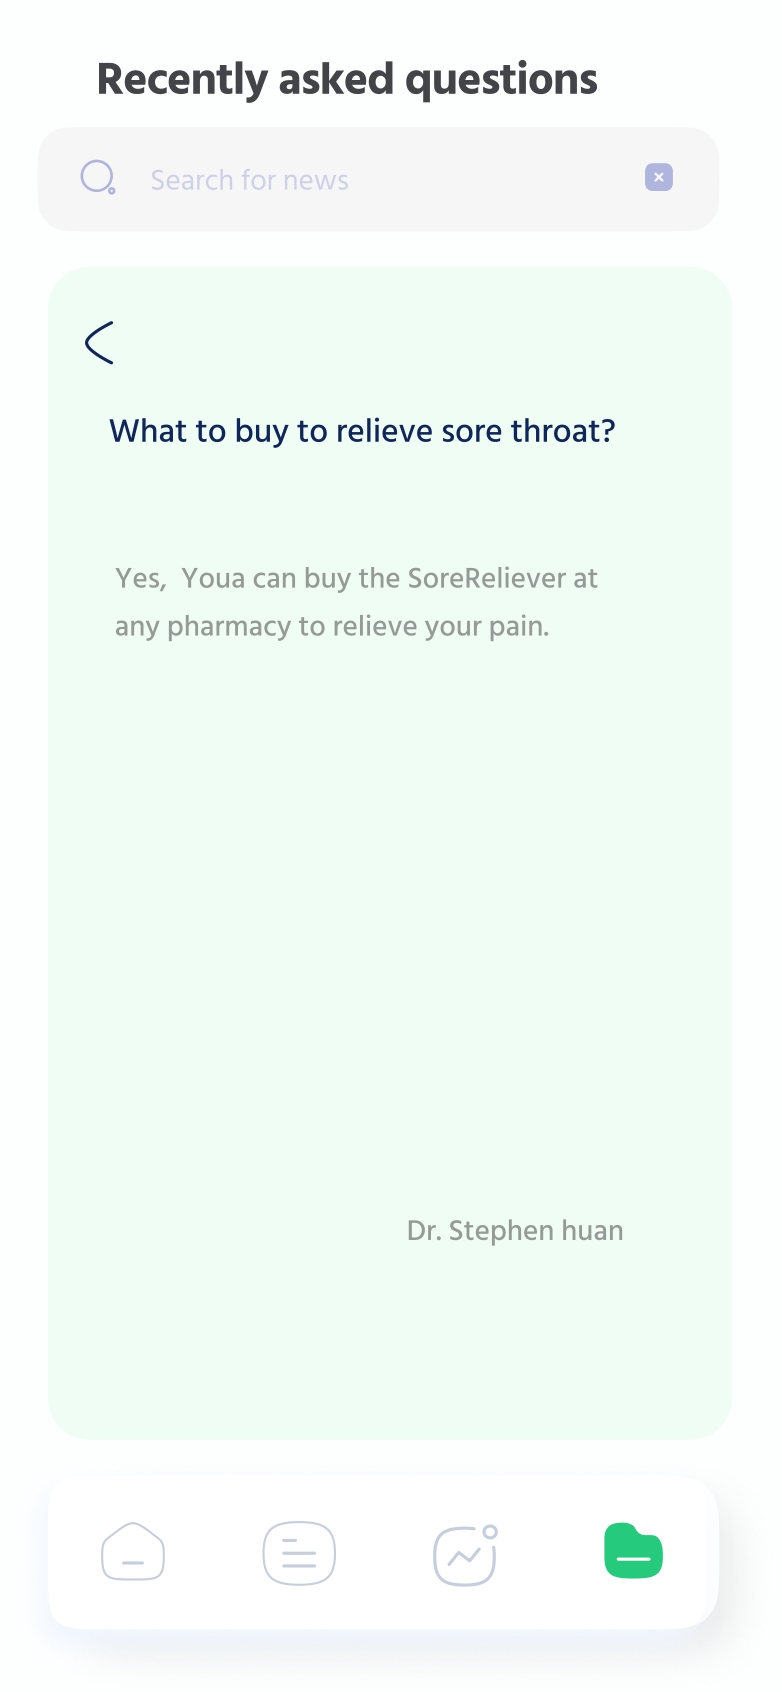 Recently asked questions
Search for news
What to buy to relieve sore throat?
Yes,  Youa can buy the SoreReliever at
any pharmacy to relieve your pain.
Dr. Stephen huan